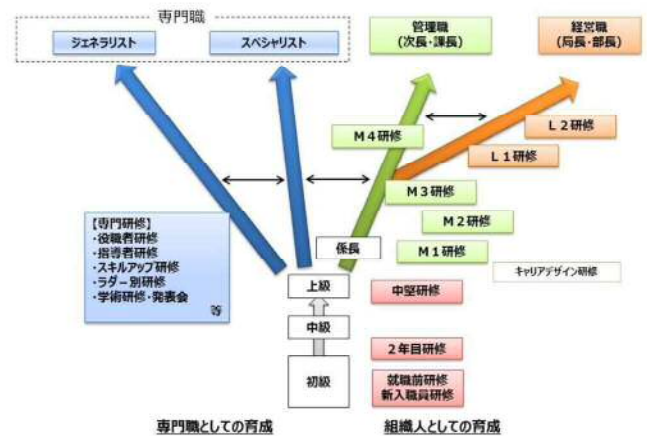 専門職
ジェネラリスト
スペシャリスト
管理職
(次長・課長)
経営職
(局長・部長)
M4研修
L2研修
L1研修
M3研修
M2研修
M1研修
【専門研修】
・役職者研修
・指導者研修
・スキルアップ研修
・ラダー別研修
・学術研修・発表会
等
係長
キャリアデザイン研修
上級
中堅研修
中級
2年目研修
初級
就職前研修
新入職員研修
専門職としての育成
組織人としての育成